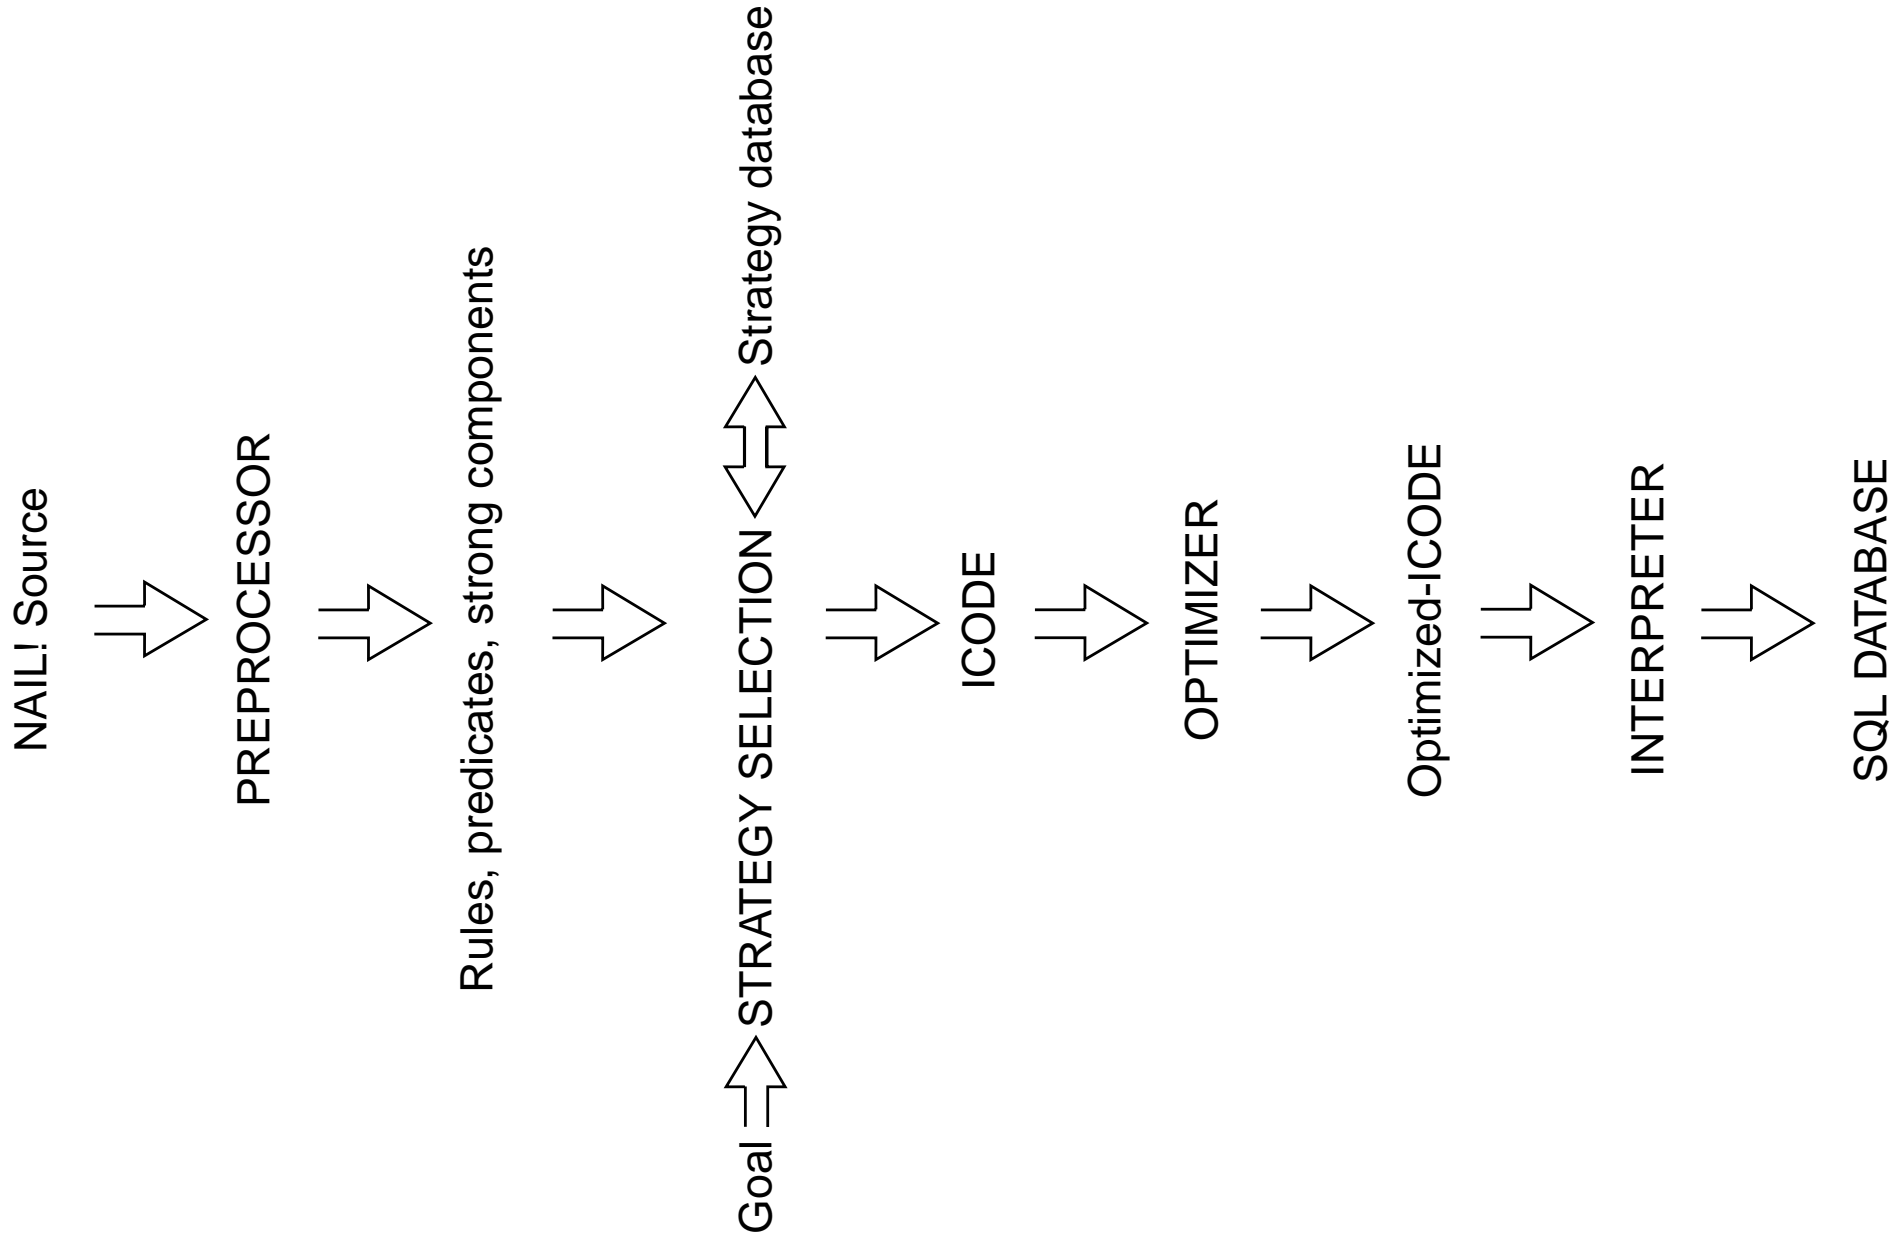 NAIL! Source
PREPROCESSOR
Rules, predicates, strong components
Goal
STRATEGY SELECTION
Strategy database
ICODE
OPTIMIZER
Optimized-ICODE
INTERPRETER
SQL DATABASE